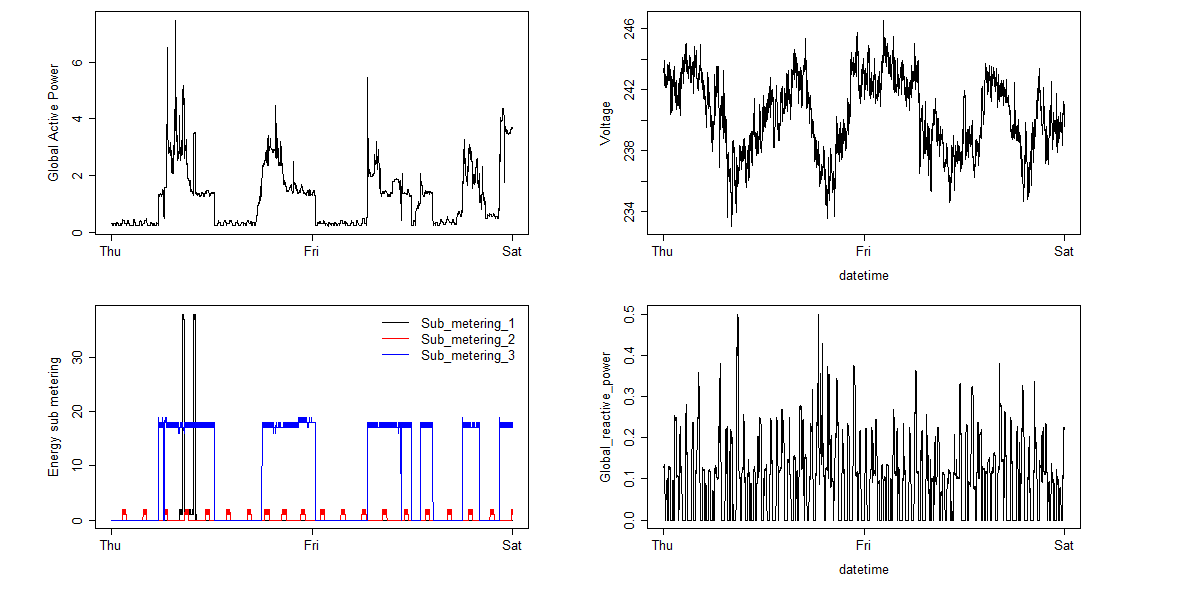 Global Active Power
0 2 4 6
Thu Fri Sat
Voltage
234 238 242 246
Thu Fri Sat
datetime
Energy sub metering
0 10 20 30
Sub_metering_1
Sub_metering_2
Sub_metering_3
Thu Fri Sat
Global_reactive_power
0.0 0.1 0.2 0.3 0.4 0.5
Thu Fri Sat
datetime